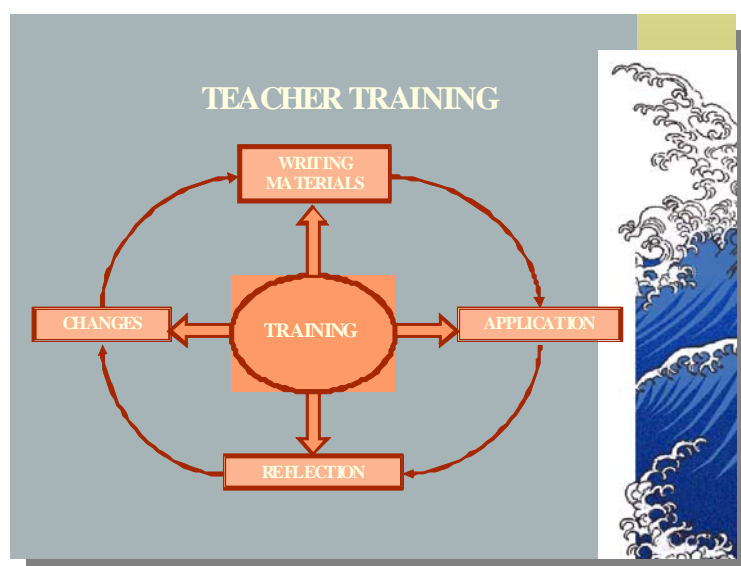 TEACHER TRAINING
WRITING
MATERIALS
CHANGES
TRAINING
APPLICATION
REFLECTION